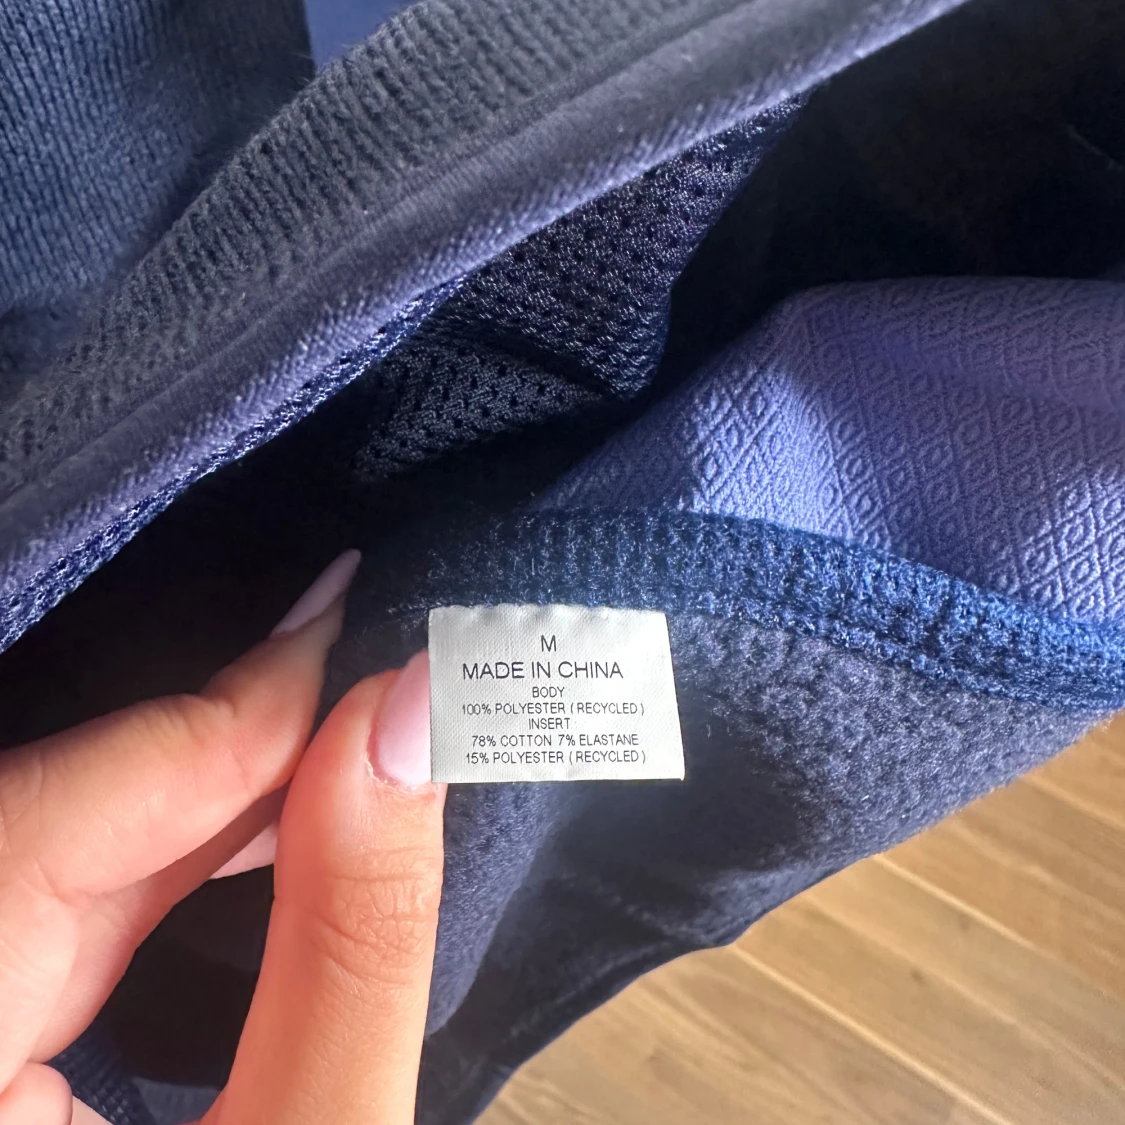 M
MADE IN CHINA
BODY
100% POLYESTER ( RECYCLED )
INSERT :
78% COTTON 7% ELASTANE
15% POLYESTER ( RECYCLED )